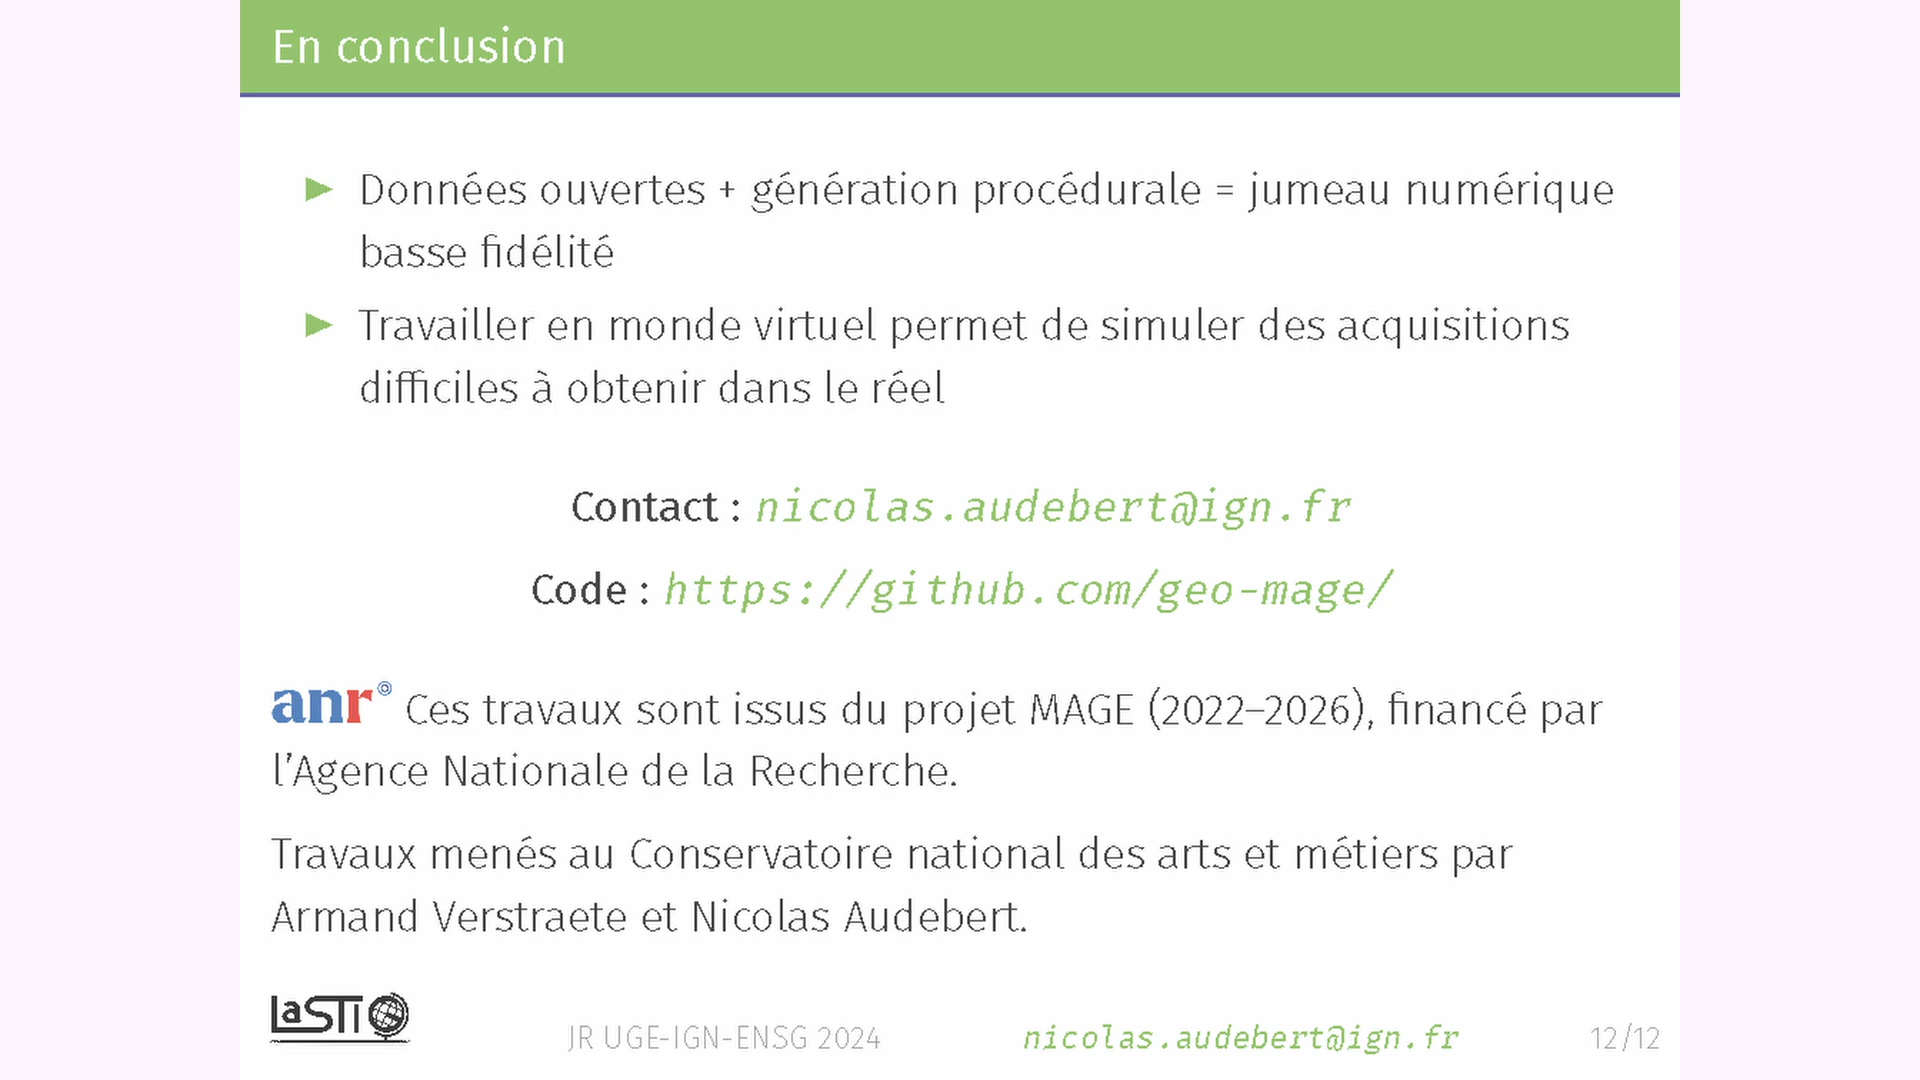 En conclusion
► Données ouvertes + génération procédurale = jumeau numérique
basse fidélité
► Travailler en monde virtuel permet de simuler des acquisitions
difficiles à obtenir dans le réel
Contact : nicolas.audebert@ign.fr
Code : https://github.com/geo-mage/
anr© Ces travaux sont issus du projet MAGE (2022–2026), financé par
l’Agence Nationale de la Recherche.
Travaux menés au Conservatoire national des arts et métiers par
Armand Verstraete et Nicolas Audebert.
LaSTI
JR UGE-IGN-ENSG 2024 nicolas.audebert@ign.fr 12/12